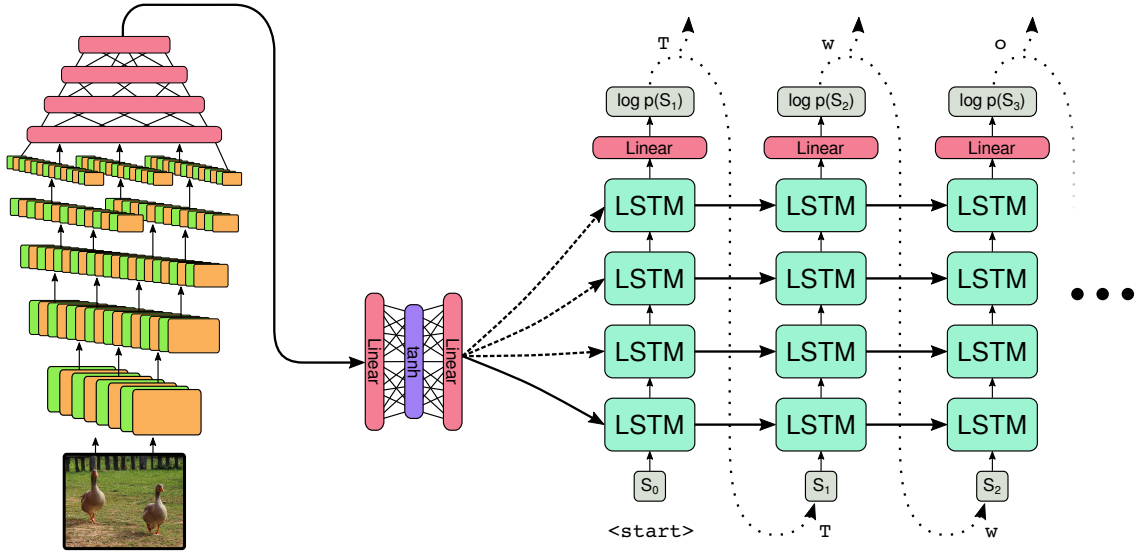 T w o
log p(S1) log p(S2) log p(S3)
Linear Linear Linear
LSTM LSTM LSTM
LSTM LSTM LSTM
Linear tanh Linear
LSTM LSTM LSTM
LSTM LSTM LSTM
S0 S1 S2
<start> T w